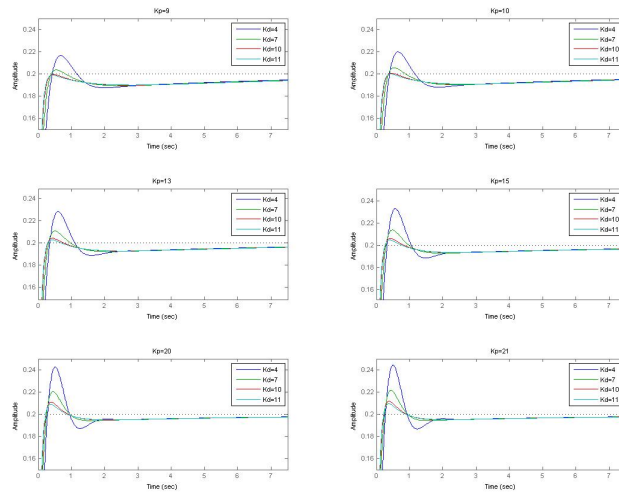 Kp=9
Kp=10
Kd=4
Kd=7
Kd=10
Kd=11
Kd=4
Kd=7
Kd=10
Kd=11
Amplitude
0.24
0.22
0.2
0.18
0.16
Amplitude
0.24
0.22
0.2
0.18
0.16
0 1 2 3 4 5 6 7
0 1 2 3 4 5 6 7
Time (sec)
Time (sec)
Kp=13
Kp=15
Kd=4
Kd=7
Kd=10
Kd=11
Kd=4
Kd=7
Kd=10
Kd=11
Amplitude
0.24
0.22
0.2
0.18
0.16
Amplitude
0.24
0.22
0.2
0.18
0.16
0 1 2 3 4 5 6 7
0 1 2 3 4 5 6 7
Time (sec)
Time (sec)
Kp=20
Kp=21
Kd=4
Kd=7
Kd=10
Kd=11
Kd=4
Kd=7
Kd=10
Kd=11
Amplitude
0.24
0.22
0.2
0.18
0.16
Amplitude
0.24
0.22
0.2
0.18
0.16
0 1 2 3 4 5 6 7
0 1 2 3 4 5 6 7
Time (sec)
Time (sec)